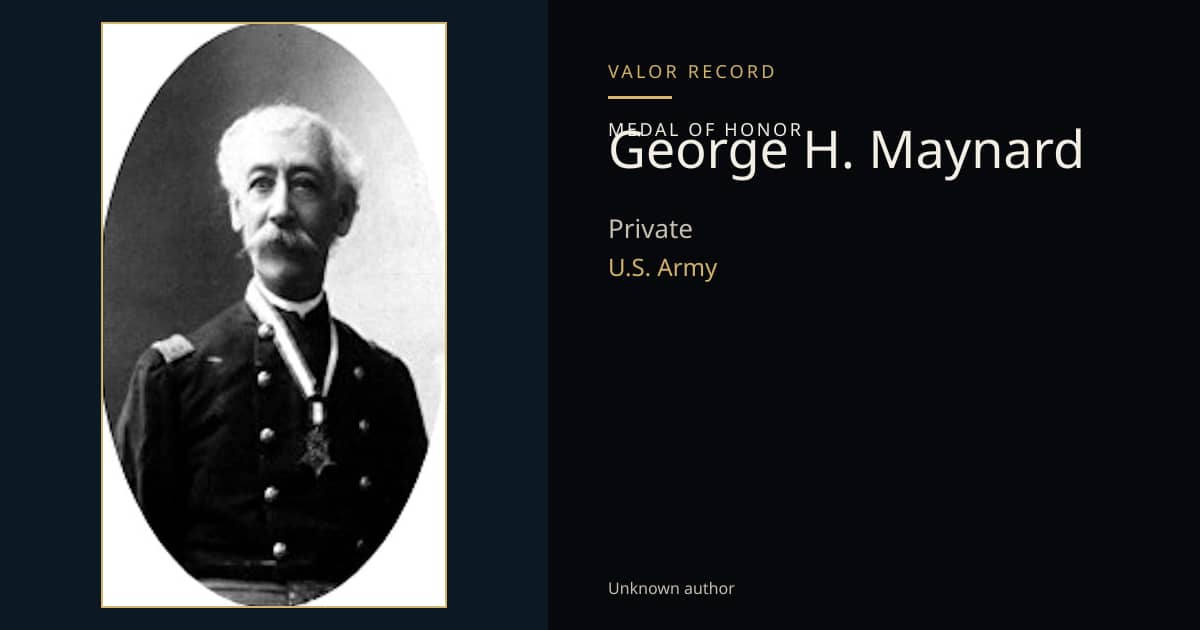 VALOR RECORD
MEDAL OF HONOR
George H. Maynard
Private
U.S. Army
Unknown author